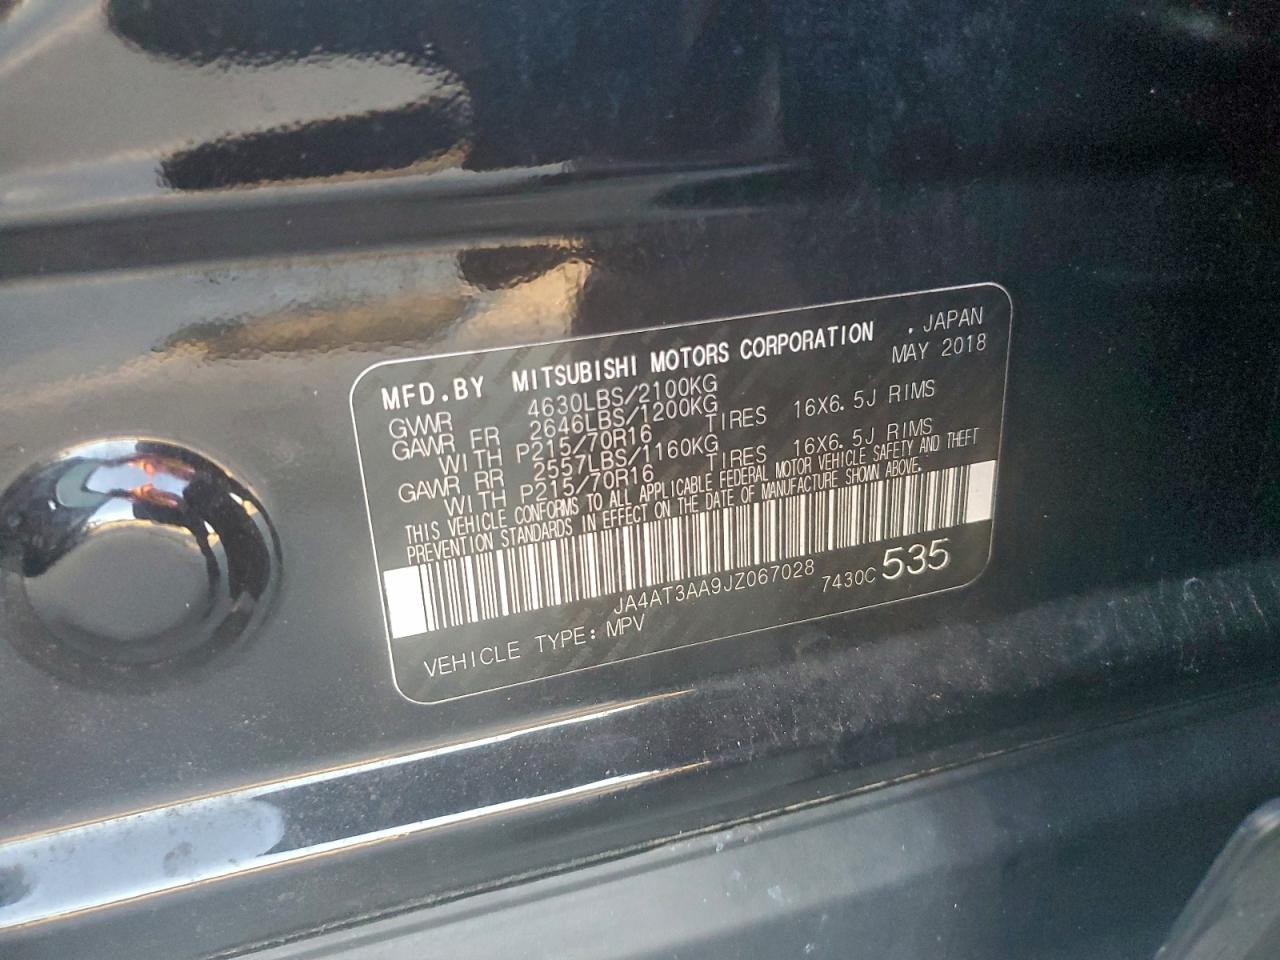 MFD.BY MITSUBISHI MOTORS CORPORATION . JAPAN
GVWR 4630LBS/2100KG MAY 2018
GAWR FR 2646LBS/1200KG
WITH P215/70R16 TIRES 16X6.5J RIMS
GAWR RR 2557LBS/1160KG
WITH P215/70R16 TIRES 16X6.5J RIMS
THIS VEHICLE CONFORMS TO ALL APPLICABLE FEDERAL MOTOR VEHICLE SAFETY AND THEFT
PREVENTION STANDARDS IN EFFECT ON THE DATE OF MANUFACTURE SHOWN ABOVE.
JA4AT3AA9JZ067028 7430C 535
VEHICLE TYPE: MPV